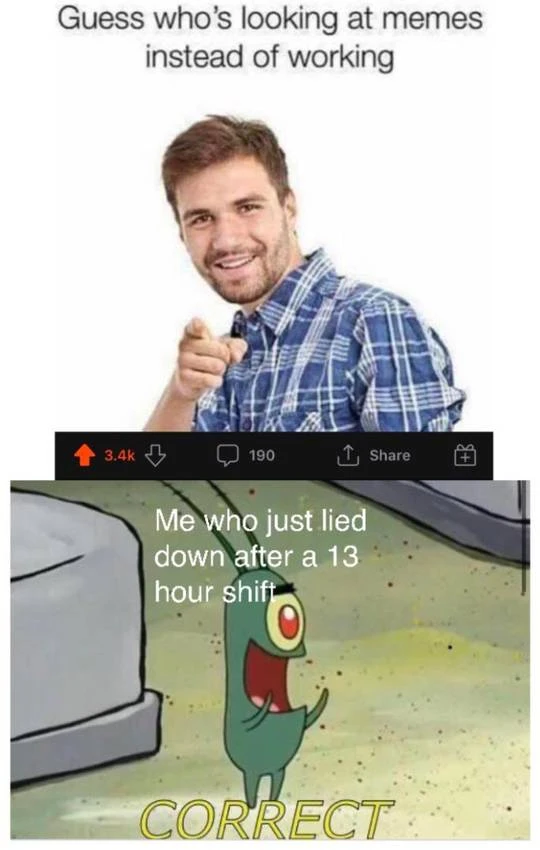 Guess who's looking at memes
instead of working
3.4k 190 Share
Me who just lied
down after a 13
hour shift
CORRECT